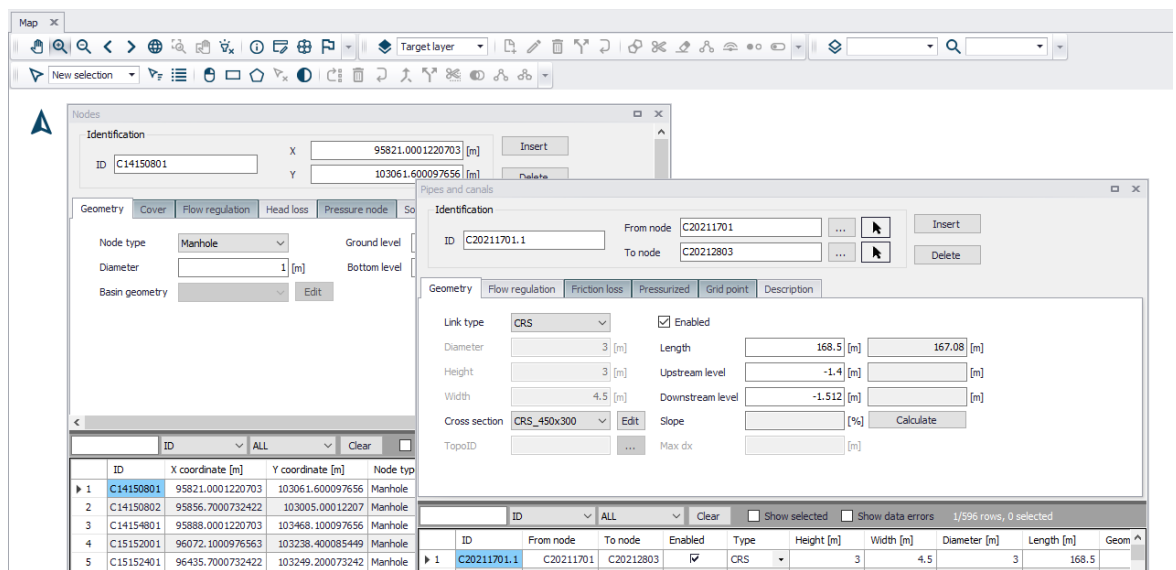 Map
Target layer
New selection
Nodes
Identification
ID C14150801
X 95821.0001220703 [m]
Y 103061.600097656 [m]
Insert
Delete
Geometry Cover Flow regulation Head loss Pressure node So
Node type Manhole Ground level
Diameter 1 [m] Bottom level
Basin geometry Edit
ID ALL Clear
ID X coordinate [m] Y coordinate [m] Node typ
1 C14150801 95821.0001220703 103061.600097656 Manhole
2 C14150802 95856.7000732422 103005.00012207 Manhole
3 C14154801 95888.0001220703 103468.100097656 Manhole
4 C15152001 96072.1000976563 103238.400085449 Manhole
5 C15152401 96435.7000732422 103249.200073242 Manhole
Pipes and canals
Identification
ID C20211701.1
From node C20211701 ...
To node C20212803 ...
Insert
Delete
Geometry Flow regulation Friction loss Pressurized Grid point Description
Link type CRS Enabled
Diameter 3 [m] Length 168.5 [m] 167.08 [m]
Height 3 [m] Upstream level -1.4 [m] [m]
Width 4.5 [m] Downstream level -1.512 [m] [m]
Cross section CRS_450x300 Edit Slope [%] Calculate
TopoID ... Max dx [m]
ID ALL Clear Show selected Show data errors 1/596 rows, 0 selected
ID From node To node Enabled Type Height [m] Width [m] Diameter [m] Length [m] Geom
1 C20211701.1 C20211701 C20212803 CRS 3 4.5 3 168.5